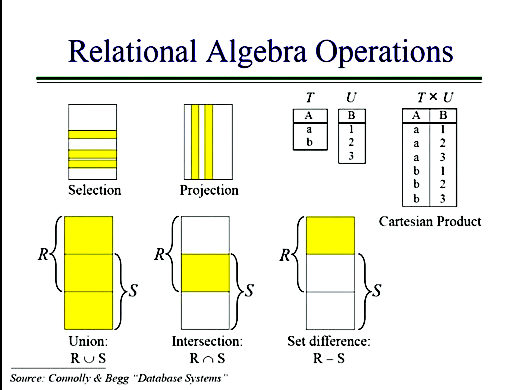 Relational Algebra Operations
Selection
Projection
T U
A B
a 1
b 2
3
T × U
A B
a 1
a 2
a 3
b 1
b 2
b 3
Cartesian Product
R
S
Union:
R ∪ S
R
S
Intersection:
R ∩ S
R
S
Set difference:
R – S
Source: Connolly & Begg "Database Systems"